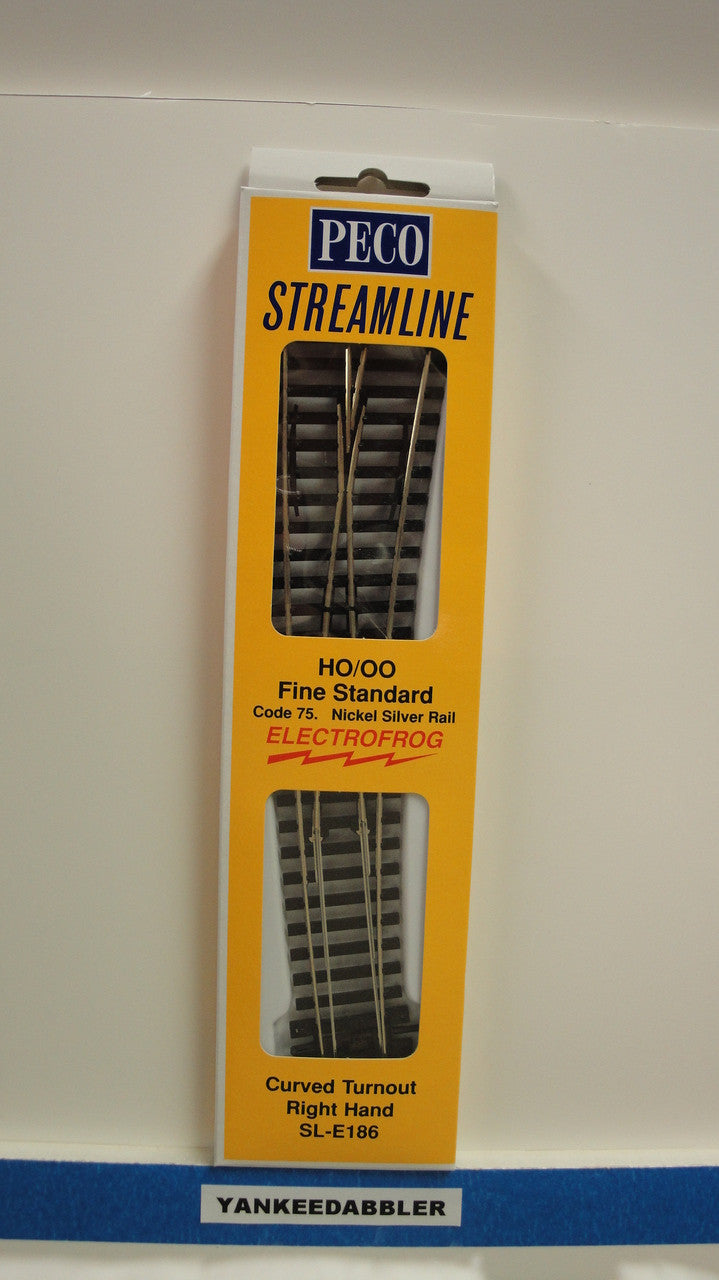 PECO
STREAMLINE
HO/OO
Fine Standard
Code 75. Nickel Silver Rail
ELECTROFROG
Curved Turnout
Right Hand
SL-E186
YANKEEDABBLER